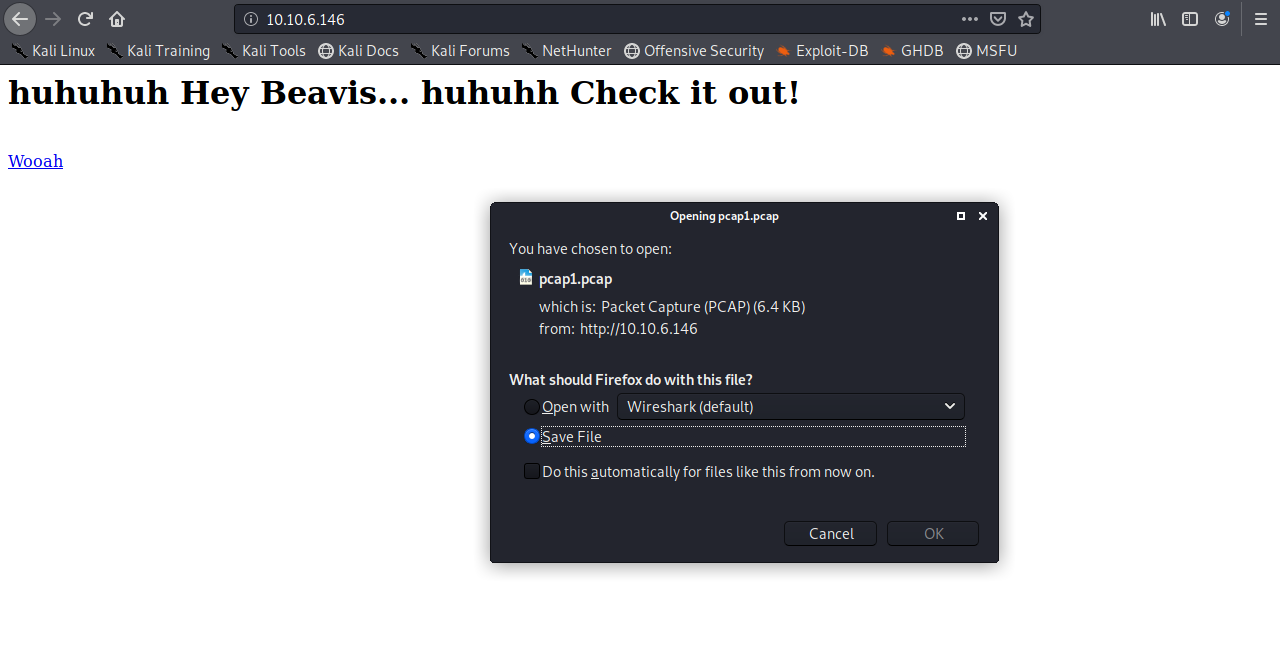 10.10.6.146
Kali Linux Kali Training Kali Tools Kali Docs Kali Forums NetHunter Offensive Security Exploit-DB GHDB MSFU
huhuhuh Hey Beavis... huhuhh Check it out!
Wooah
Opening pcap1.pcap
You have chosen to open:
pcap1.pcap
which is: Packet Capture (PCAP) (6.4 KB)
from: http://10.10.6.146
What should Firefox do with this file?
Open with Wireshark (default)
Save File
Do this automatically for files like this from now on.
Cancel OK